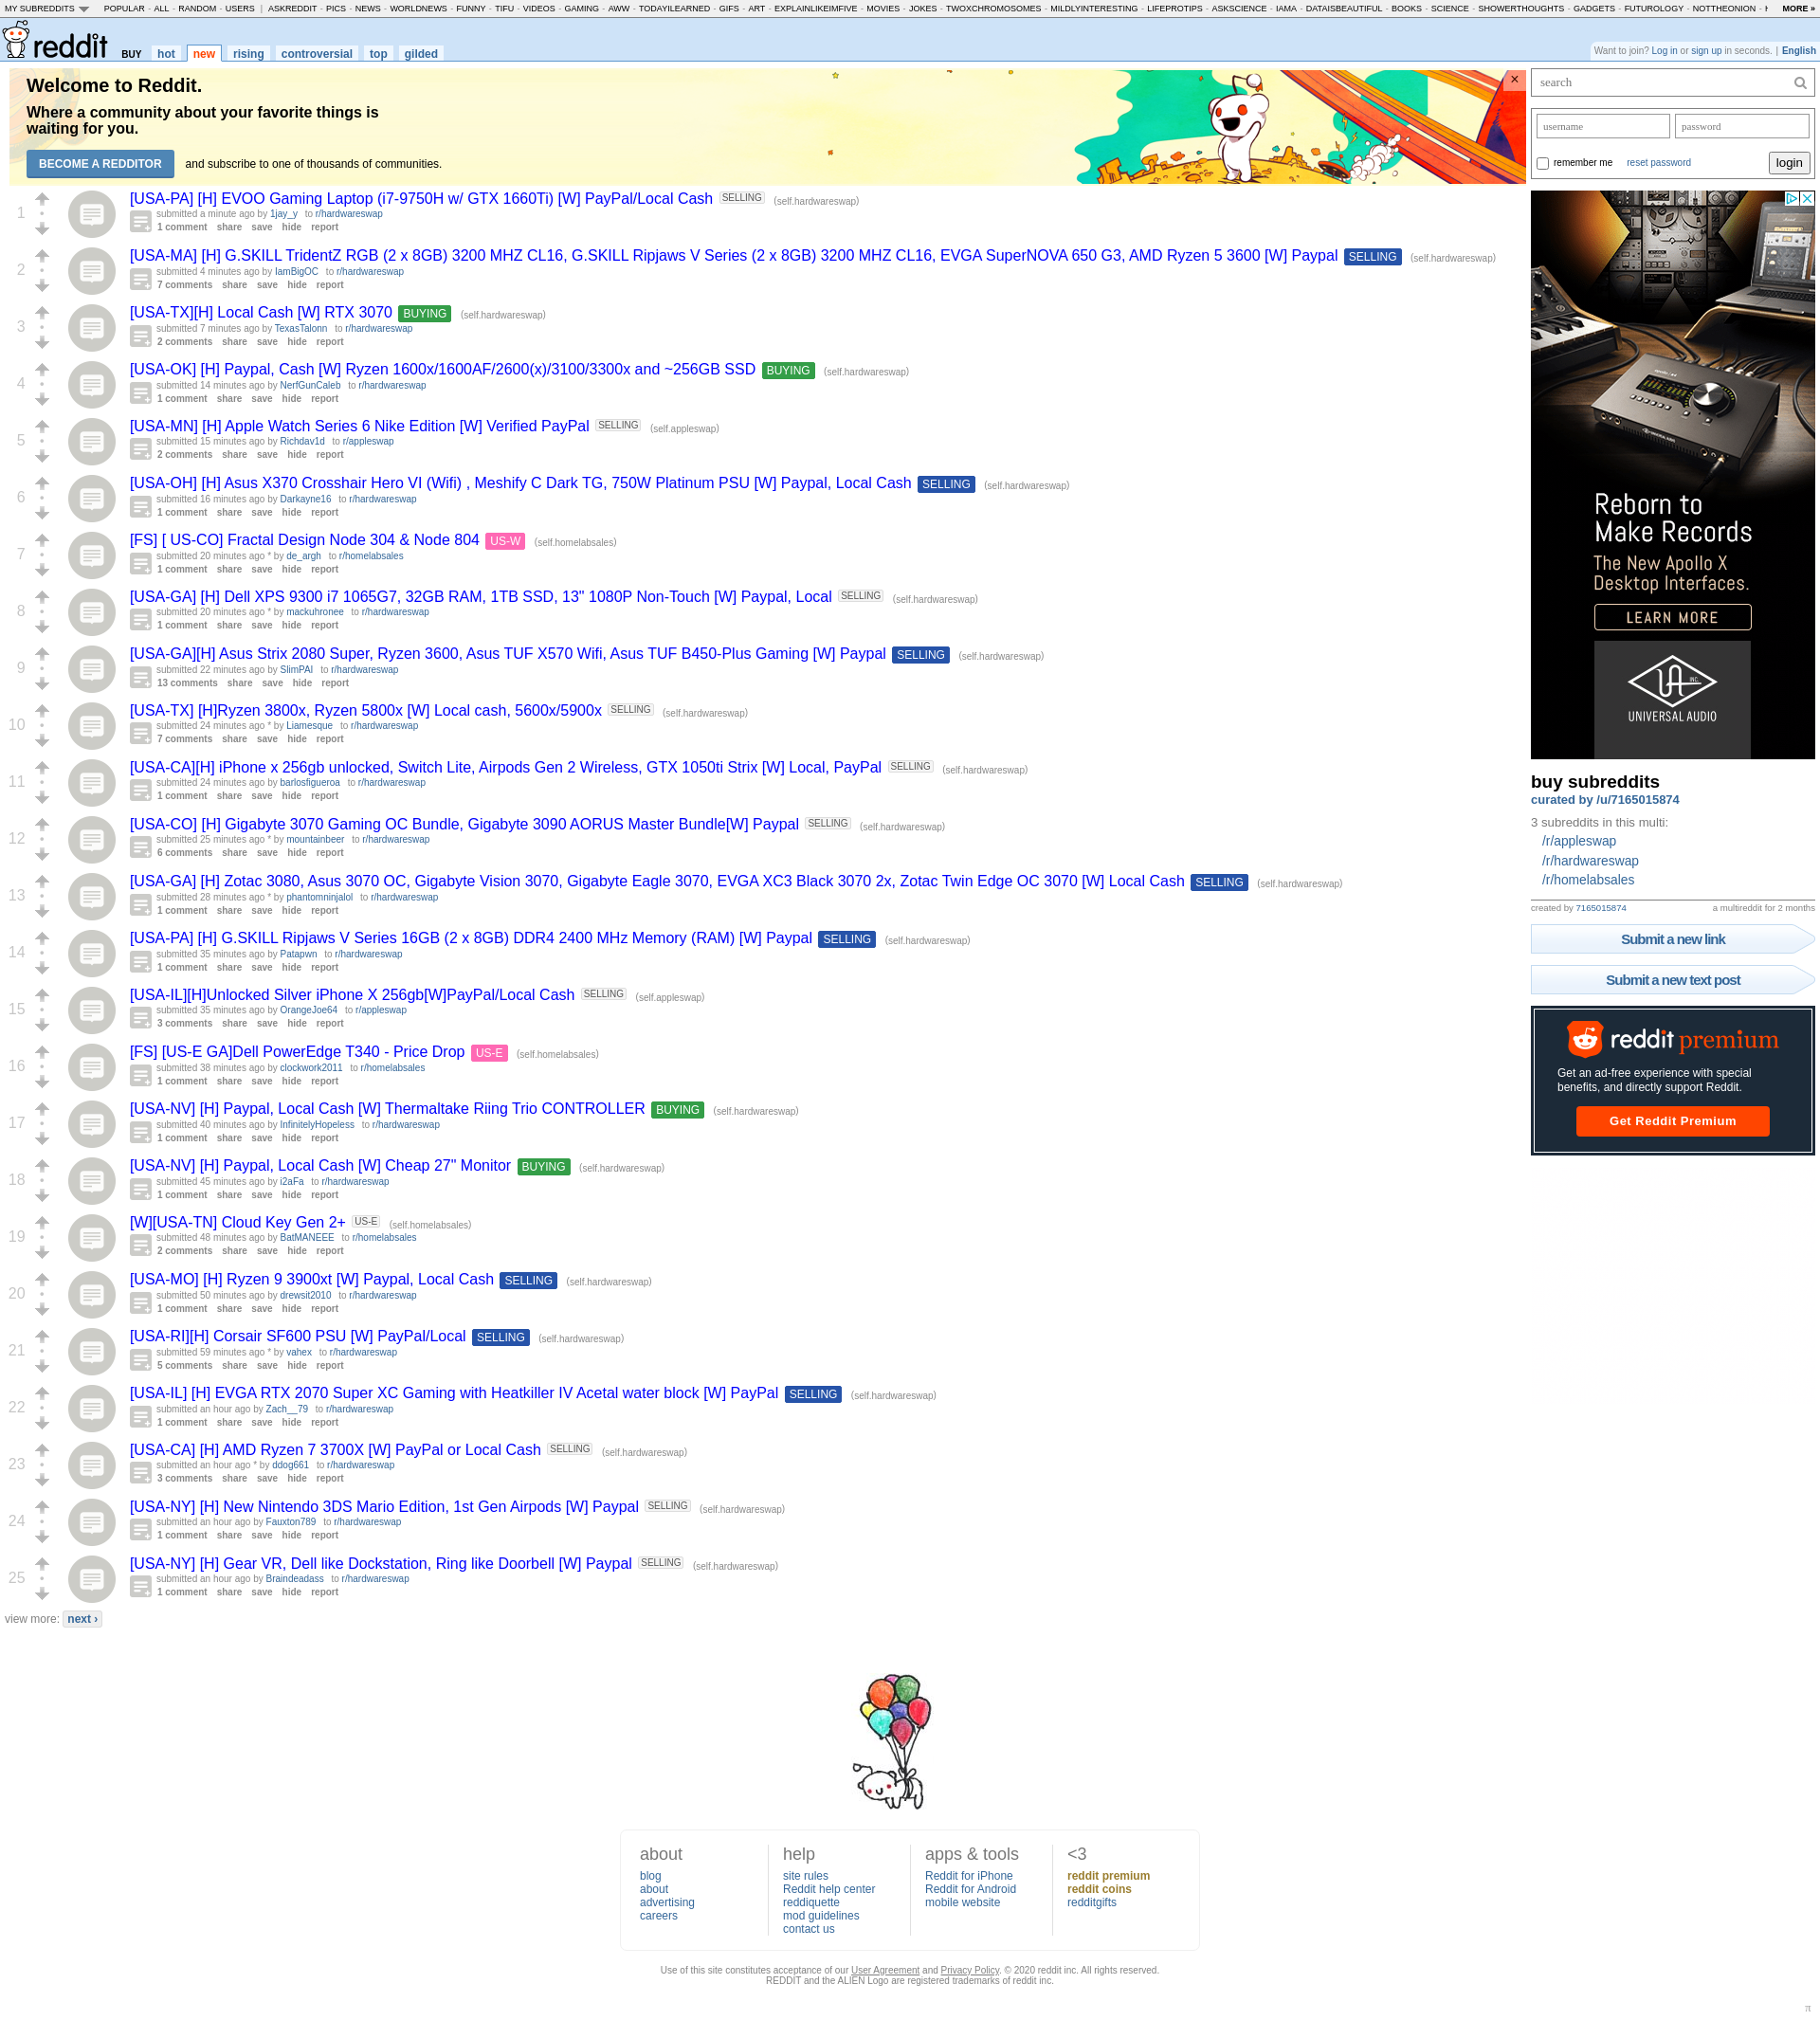 MY SUBREDDITS POPULAR - ALL - RANDOM - USERS | ASKREDDIT - PICS - NEWS - WORLDNEWS - FUNNY - TIFU - VIDEOS - GAMING - AWW - TODAYILEARNED - GIFS - ART - EXPLAINLIKEIMFIVE - MOVIES - JOKES - TWOXCHROMOSOMES - MILDLYINTERESTING - LIFEPROTIPS - ASKSCIENCE - IAMA - DATAISBEAUTIFUL - BOOKS - SCIENCE - SHOWERTHOUGHTS - GADGETS - FUTUROLOGY - NOTTHEONION - MORE »
reddit BUY hot new rising controversial top gilded
Want to join? Log in or sign up in seconds. | English
Welcome to Reddit.
Where a community about your favorite things is
waiting for you.
BECOME A REDDITOR and subscribe to one of thousands of communities.
×
1
[USA-PA] [H] EVOO Gaming Laptop (i7-9750H w/ GTX 1660Ti) [W] PayPal/Local Cash SELLING (self.hardwareswap)
submitted a minute ago by 1jay_y to r/hardwareswap
1 comment share save hide report
2
[USA-MA] [H] G.SKILL TridentZ RGB (2 x 8GB) 3200 MHZ CL16, G.SKILL Ripjaws V Series (2 x 8GB) 3200 MHZ CL16, EVGA SuperNOVA 650 G3, AMD Ryzen 5 3600 [W] Paypal SELLING (self.hardwareswap)
submitted 4 minutes ago by IamBigOC to r/hardwareswap
7 comments share save hide report
3
[USA-TX][H] Local Cash [W] RTX 3070 BUYING (self.hardwareswap)
submitted 7 minutes ago by TexasTalonn to r/hardwareswap
2 comments share save hide report
4
[USA-OK] [H] Paypal, Cash [W] Ryzen 1600x/1600AF/2600(x)/3100/3300x and ~256GB SSD BUYING (self.hardwareswap)
submitted 14 minutes ago by NerfGunCaleb to r/hardwareswap
1 comment share save hide report
5
[USA-MN] [H] Apple Watch Series 6 Nike Edition [W] Verified PayPal SELLING (self.appleswap)
submitted 15 minutes ago by Richdav1d to r/appleswap
2 comments share save hide report
6
[USA-OH] [H] Asus X370 Crosshair Hero VI (Wifi) , Meshify C Dark TG, 750W Platinum PSU [W] Paypal, Local Cash SELLING (self.hardwareswap)
submitted 16 minutes ago by Darkayne16 to r/hardwareswap
1 comment share save hide report
7
[FS] [ US-CO] Fractal Design Node 304 & Node 804 US-W (self.homelabsales)
submitted 20 minutes ago * by de_argh to r/homelabsales
1 comment share save hide report
8
[USA-GA] [H] Dell XPS 9300 i7 1065G7, 32GB RAM, 1TB SSD, 13" 1080P Non-Touch [W] Paypal, Local SELLING (self.hardwareswap)
submitted 20 minutes ago * by mackuhronee to r/hardwareswap
1 comment share save hide report
9
[USA-GA][H] Asus Strix 2080 Super, Ryzen 3600, Asus TUF X570 Wifi, Asus TUF B450-Plus Gaming [W] Paypal SELLING (self.hardwareswap)
submitted 22 minutes ago by SlimPAI to r/hardwareswap
13 comments share save hide report
10
[USA-TX] [H]Ryzen 3800x, Ryzen 5800x [W] Local cash, 5600x/5900x SELLING (self.hardwareswap)
submitted 24 minutes ago * by Liamesque to r/hardwareswap
7 comments share save hide report
11
[USA-CA][H] iPhone x 256gb unlocked, Switch Lite, Airpods Gen 2 Wireless, GTX 1050ti Strix [W] Local, PayPal SELLING (self.hardwareswap)
submitted 24 minutes ago by barlosfigueroa to r/hardwareswap
1 comment share save hide report
12
[USA-CO] [H] Gigabyte 3070 Gaming OC Bundle, Gigabyte 3090 AORUS Master Bundle[W] Paypal SELLING (self.hardwareswap)
submitted 25 minutes ago * by mountainbeer to r/hardwareswap
6 comments share save hide report
13
[USA-GA] [H] Zotac 3080, Asus 3070 OC, Gigabyte Vision 3070, Gigabyte Eagle 3070, EVGA XC3 Black 3070 2x, Zotac Twin Edge OC 3070 [W] Local Cash SELLING (self.hardwareswap)
submitted 28 minutes ago * by phantomninjalol to r/hardwareswap
1 comment share save hide report
14
[USA-PA] [H] G.SKILL Ripjaws V Series 16GB (2 x 8GB) DDR4 2400 MHz Memory (RAM) [W] Paypal SELLING (self.hardwareswap)
submitted 35 minutes ago by Patapwn to r/hardwareswap
1 comment share save hide report
15
[USA-IL][H]Unlocked Silver iPhone X 256gb[W]PayPal/Local Cash SELLING (self.appleswap)
submitted 35 minutes ago by OrangeJoe64 to r/appleswap
3 comments share save hide report
16
[FS] [US-E GA]Dell PowerEdge T340 - Price Drop US-E (self.homelabsales)
submitted 38 minutes ago by clockwork2011 to r/homelabsales
1 comment share save hide report
17
[USA-NV] [H] Paypal, Local Cash [W] Thermaltake Riing Trio CONTROLLER BUYING (self.hardwareswap)
submitted 40 minutes ago by InfinitelyHopeless to r/hardwareswap
1 comment share save hide report
18
[USA-NV] [H] Paypal, Local Cash [W] Cheap 27" Monitor BUYING (self.hardwareswap)
submitted 45 minutes ago by i2aFa to r/hardwareswap
1 comment share save hide report
19
[W][USA-TN] Cloud Key Gen 2+ US-E (self.homelabsales)
submitted 48 minutes ago by BatMANEEE to r/homelabsales
2 comments share save hide report
20
[USA-MO] [H] Ryzen 9 3900xt [W] Paypal, Local Cash SELLING (self.hardwareswap)
submitted 50 minutes ago by drewsit2010 to r/hardwareswap
1 comment share save hide report
21
[USA-RI][H] Corsair SF600 PSU [W] PayPal/Local SELLING (self.hardwareswap)
submitted 59 minutes ago * by vahex to r/hardwareswap
5 comments share save hide report
22
[USA-IL] [H] EVGA RTX 2070 Super XC Gaming with Heatkiller IV Acetal water block [W] PayPal SELLING (self.hardwareswap)
submitted an hour ago by Zach__79 to r/hardwareswap
1 comment share save hide report
23
[USA-CA] [H] AMD Ryzen 7 3700X [W] PayPal or Local Cash SELLING (self.hardwareswap)
submitted an hour ago * by ddog661 to r/hardwareswap
3 comments share save hide report
24
[USA-NY] [H] New Nintendo 3DS Mario Edition, 1st Gen Airpods [W] Paypal SELLING (self.hardwareswap)
submitted an hour ago by Fauxton789 to r/hardwareswap
1 comment share save hide report
25
[USA-NY] [H] Gear VR, Dell like Dockstation, Ring like Doorbell [W] Paypal SELLING (self.hardwareswap)
submitted an hour ago by Braindeadass to r/hardwareswap
1 comment share save hide report
view more: next ›
search
username password
remember me reset password login
Reborn to
Make Records
The New Apollo X
Desktop Interfaces.
LEARN MORE
UA INC.
UNIVERSAL AUDIO
buy subreddits
curated by /u/7165015874
3 subreddits in this multi:
/r/appleswap
/r/hardwareswap
/r/homelabsales
created by 7165015874 a multireddit for 2 months
Submit a new link
Submit a new text post
reddit premium
Get an ad-free experience with special
benefits, and directly support Reddit.
Get Reddit Premium
about
blog
about
advertising
careers
help
site rules
Reddit help center
reddiquette
mod guidelines
contact us
apps & tools
Reddit for iPhone
Reddit for Android
mobile website
<3
reddit premium
reddit coins
redditgifts
Use of this site constitutes acceptance of our User Agreement and Privacy Policy. © 2020 reddit inc. All rights reserved.
REDDIT and the ALIEN Logo are registered trademarks of reddit inc.
π